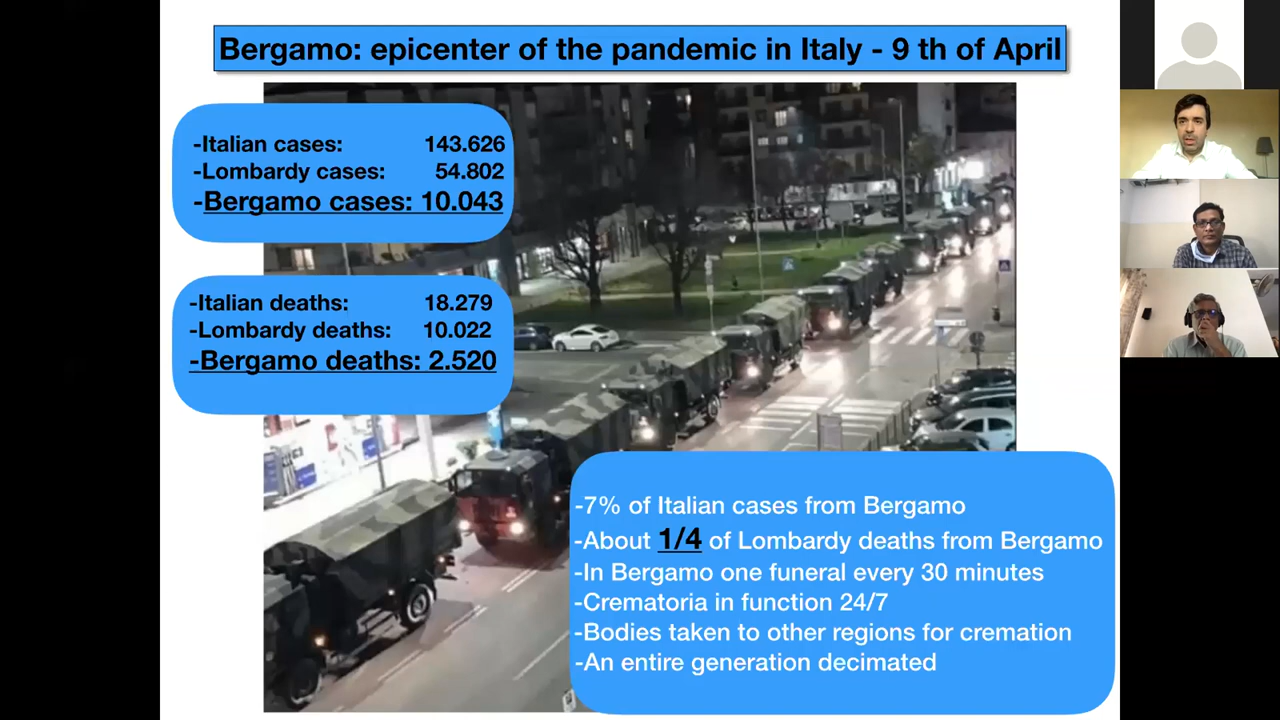 Bergamo: epicenter of the pandemic in Italy - 9 th of April
-Italian cases: 143.626
-Lombardy cases: 54.802
-Bergamo cases: 10.043
-Italian deaths: 18.279
-Lombardy deaths: 10.022
-Bergamo deaths: 2.520
-7% of Italian cases from Bergamo
-About 1/4 of Lombardy deaths from Bergamo
-In Bergamo one funeral every 30 minutes
-Crematoria in function 24/7
-Bodies taken to other regions for cremation
-An entire generation decimated